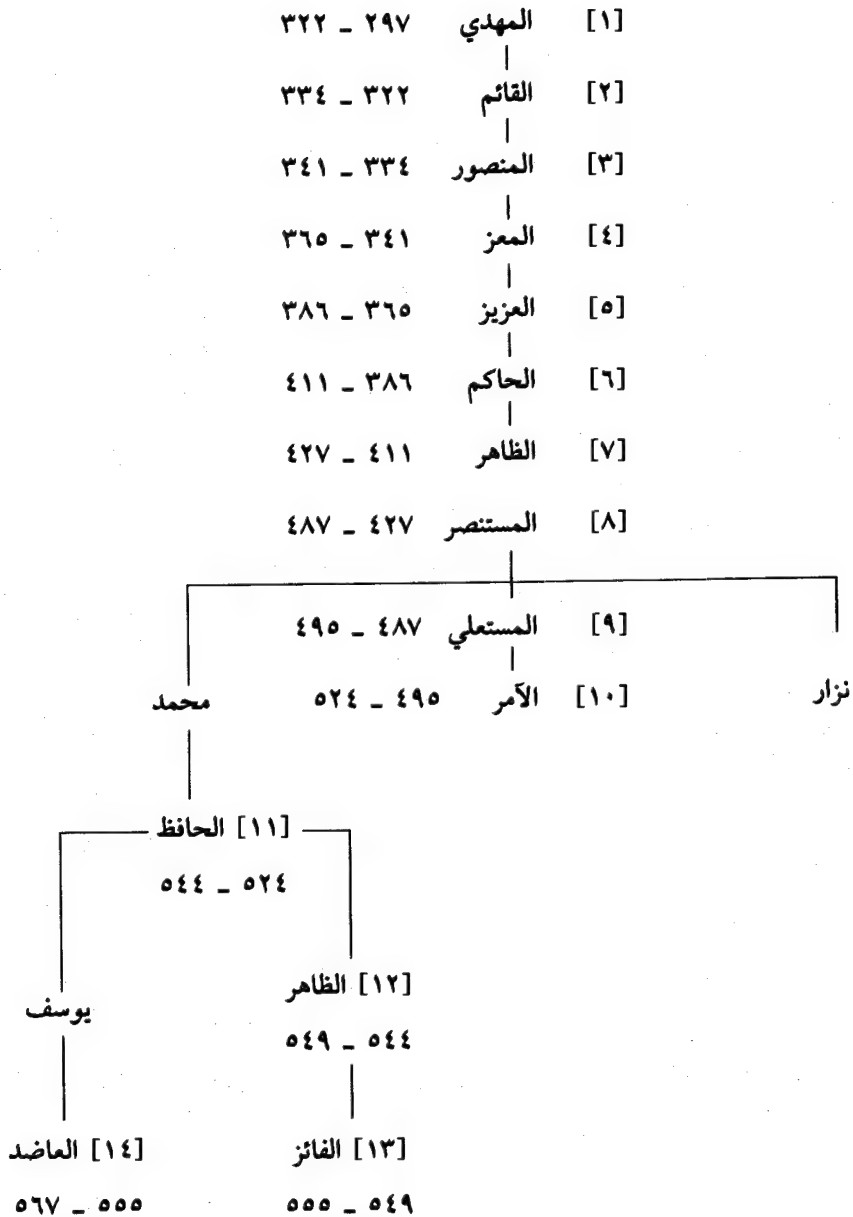 [١] المهدي ٢٩٧ ـ ٣٢٢
[٢] القائم ٣٢٢ ـ ٣٣٤
[٣] المنصور ٣٣٤ ـ ٣٤١
[٤] المعز ٣٤١ ـ ٣٦٥
[٥] العزيز ٣٦٥ ـ ٣٨٦
[٦] الحاكم ٣٨٦ ـ ٤١١
[٧] الظاهر ٤١١ ـ ٤٢٧
[٨] المستنصر ٤٢٧ ـ ٤٨٧
[٩] المستعلي ٤٨٧ ـ ٤٩٥
نزار [١٠] الآمر ٤٩٥ ـ ٥٢٤ محمد
[١١] الحافظ
٥٢٤ ـ ٥٤٤
[١٢] الظاهر يوسف
٥٤٤ ـ ٥٤٩
[١٣] الفائز [١٤] العاضد
٥٤٩ ـ ٥٥٥ ٥٥٥ ـ ٥٦٧